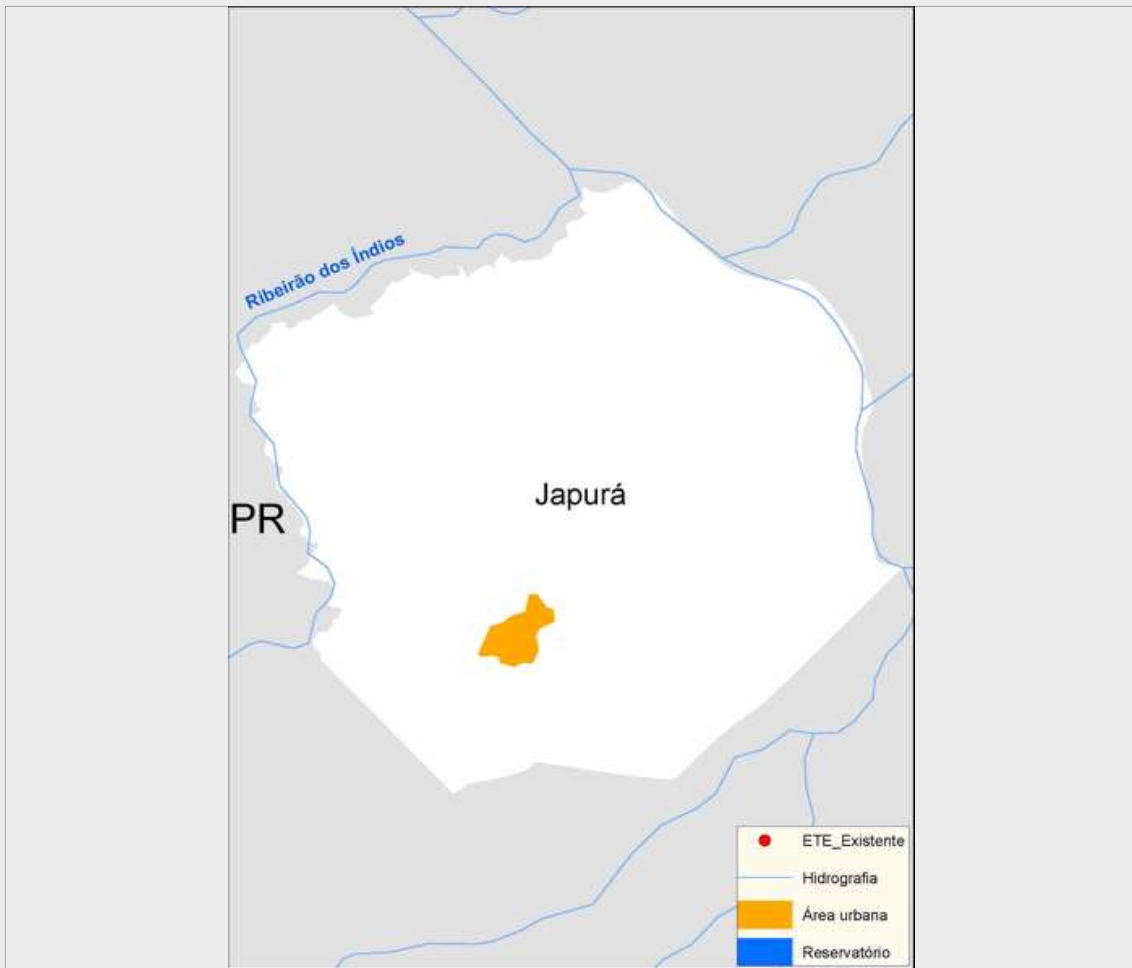 Ribeirão dos Índios
Japurá
PR
ETE_Existente
Hidrografia
Área urbana
Reservatório